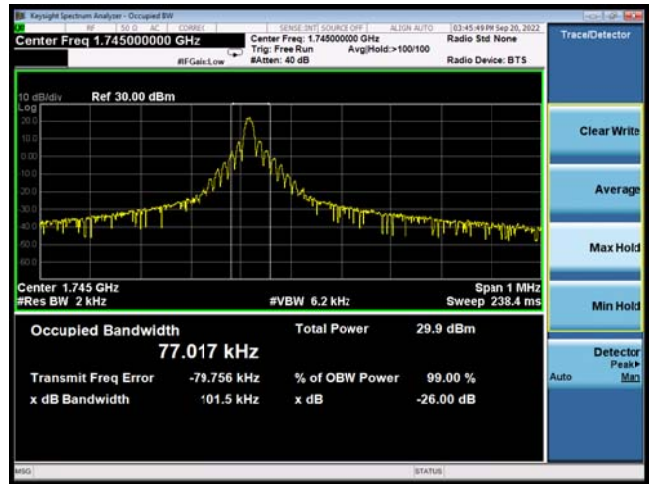 Keysight Spectrum Analyzer - Occupied BW
RF 50 Ω AC CORREC SENSE:INT SOURCE OFF ALIGN AUTO 03:45:49 PM Sep 20, 2022
Center Freq 1.745000000 GHz
Center Freq: 1.745000000 GHz
Radio Std: None
Trig: Free Run Avg|Hold:>100/100
#IFGain:Low #Atten: 40 dB Radio Device: BTS
Trace/Detector
10 dB/div Ref 30.00 dBm
Log
20.0
10.0
0.00
-10.0
-20.0
-30.0
-40.0
-50.0
-60.0
Clear Write
Average
Max Hold
Min Hold
Detector
Peak▶
Auto Man
Center 1.745 GHz Span 1 MHz
#Res BW 2 kHz #VBW 6.2 kHz Sweep 238.4 ms
Occupied Bandwidth Total Power 29.9 dBm
77.017 kHz
Transmit Freq Error -79.756 kHz % of OBW Power 99.00 %
x dB Bandwidth 101.5 kHz x dB -26.00 dB
MSG STATUS